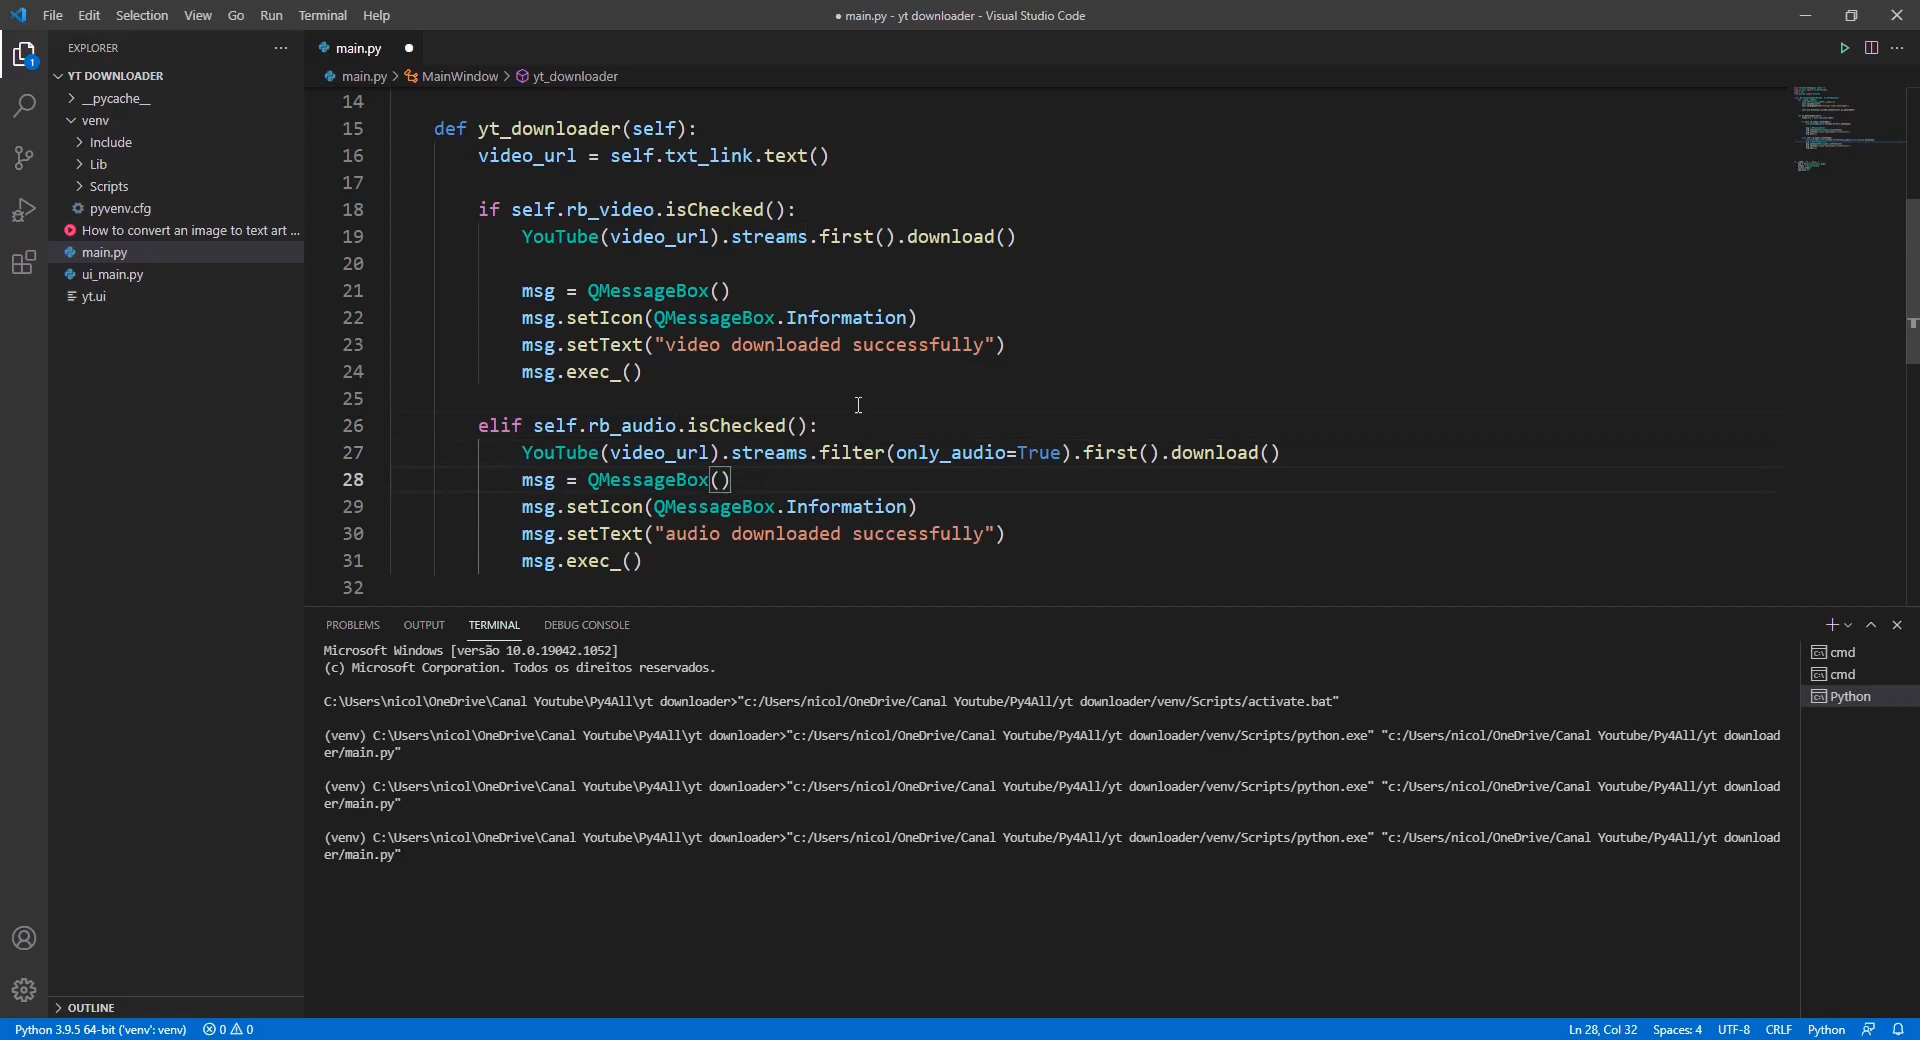 File Edit Selection View Go Run Terminal Help
● main.py - yt downloader - Visual Studio Code
EXPLORER
YT DOWNLOADER
__pycache__
venv
Include
Lib
Scripts
pyvenv.cfg
How to convert an image to text art ...
main.py
ui_main.py
yt.ui
OUTLINE
1
main.py
main.py > MainWindow > yt_downloader
14
15 def yt_downloader(self):
16 video_url = self.txt_link.text()
17
18 if self.rb_video.isChecked():
19 YouTube(video_url).streams.first().download()
20
21 msg = QMessageBox()
22 msg.setIcon(QMessageBox.Information)
23 msg.setText("video downloaded successfully")
24 msg.exec_()
25
26 elif self.rb_audio.isChecked():
27 YouTube(video_url).streams.filter(only_audio=True).first().download()
28 msg = QMessageBox()
29 msg.setIcon(QMessageBox.Information)
30 msg.setText("audio downloaded successfully")
31 msg.exec_()
32
PROBLEMS OUTPUT TERMINAL DEBUG CONSOLE
Microsoft Windows [versão 10.0.19042.1052]
(c) Microsoft Corporation. Todos os direitos reservados.
C:\Users\nicol\OneDrive\Canal Youtube\Py4All\yt downloader>"c:/Users/nicol/OneDrive/Canal Youtube/Py4All/yt downloader/venv/Scripts/activate.bat"
(venv) C:\Users\nicol\OneDrive\Canal Youtube\Py4All\yt downloader>"c:/Users/nicol/OneDrive/Canal Youtube/Py4All/yt downloader/venv/Scripts/python.exe" "c:/Users/nicol/OneDrive/Canal Youtube/Py4All/yt download
er/main.py"
(venv) C:\Users\nicol\OneDrive\Canal Youtube\Py4All\yt downloader>"c:/Users/nicol/OneDrive/Canal Youtube/Py4All/yt downloader/venv/Scripts/python.exe" "c:/Users/nicol/OneDrive/Canal Youtube/Py4All/yt download
er/main.py"
(venv) C:\Users\nicol\OneDrive\Canal Youtube\Py4All\yt downloader>"c:/Users/nicol/OneDrive/Canal Youtube/Py4All/yt downloader/venv/Scripts/python.exe" "c:/Users/nicol/OneDrive/Canal Youtube/Py4All/yt download
er/main.py"
cmd
cmd
Python
Python 3.9.5 64-bit ('venv': venv) 0 0
Ln 28, Col 32 Spaces: 4 UTF-8 CRLF Python